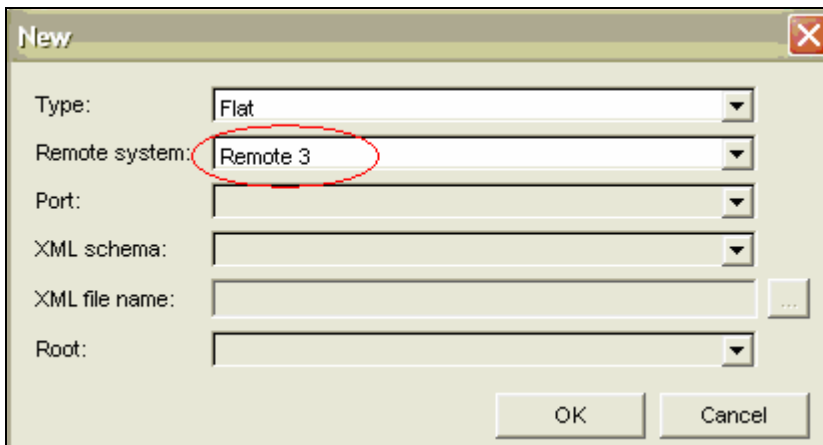 New
Type: Flat
Remote system: Remote 3
Port:
XML schema:
XML file name: ...
Root:
OK Cancel